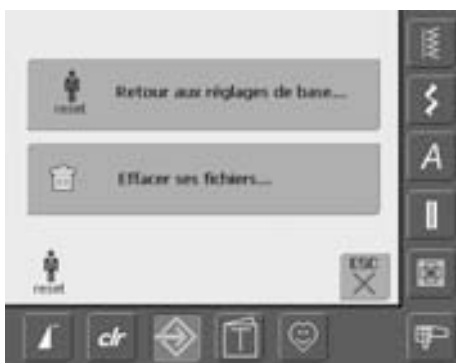 reset
Retour aux réglages de base...
Effacer ses fichiers...
reset
ESC
A
clr
T